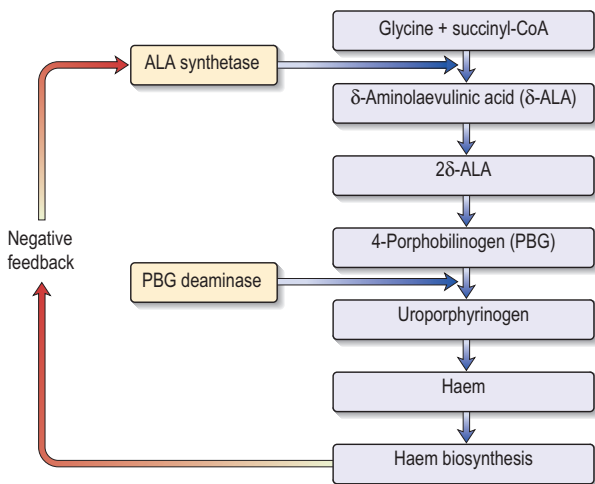 Glycine + succinyl-CoA
ALA synthetase
δ-Aminolaevulinic acid (δ-ALA)
2δ-ALA
Negative
feedback
4-Porphobilinogen (PBG)
PBG deaminase
Uroporphyrinogen
Haem
Haem biosynthesis